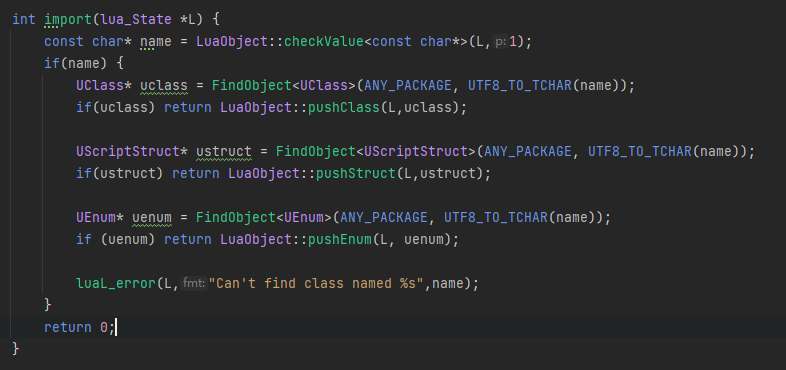 int import(lua_State *L) {
    const char* name = LuaObject::checkValue<const char*>(L, p: 1);
    if(name) {
        UClass* uclass = FindObject<UClass>(ANY_PACKAGE, UTF8_TO_TCHAR(name));
        if(uclass) return LuaObject::pushClass(L,uclass);

        UScriptStruct* ustruct = FindObject<UScriptStruct>(ANY_PACKAGE, UTF8_TO_TCHAR(name));
        if(ustruct) return LuaObject::pushStruct(L,ustruct);

        UEnum* uenum = FindObject<UEnum>(ANY_PACKAGE, UTF8_TO_TCHAR(name));
        if (uenum) return LuaObject::pushEnum(L, uenum);

        luaL_error(L, fmt: "Can't find class named %s",name);
    }
    return 0;
}